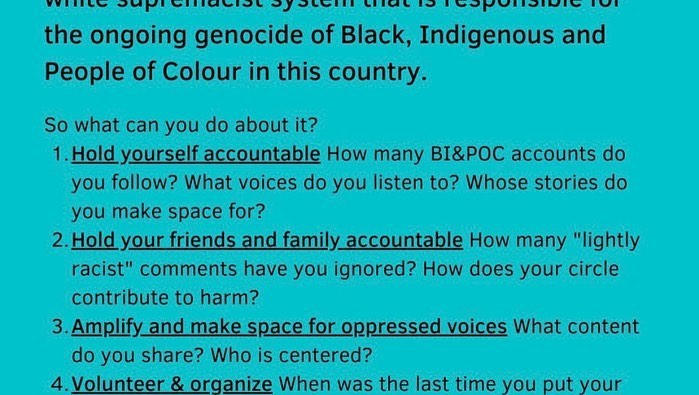 white supremacist system that is responsible for
the ongoing genocide of Black, Indigenous and
People of Colour in this country.
So what can you do about it?
1. Hold yourself accountable How many BI&POC accounts do
you follow? What voices do you listen to? Whose stories do
you make space for?
2. Hold your friends and family accountable How many "lightly
racist" comments have you ignored? How does your circle
contribute to harm?
3. Amplify and make space for oppressed voices What content
do you share? Who is centered?
4. Volunteer & organize When was the last time you put your